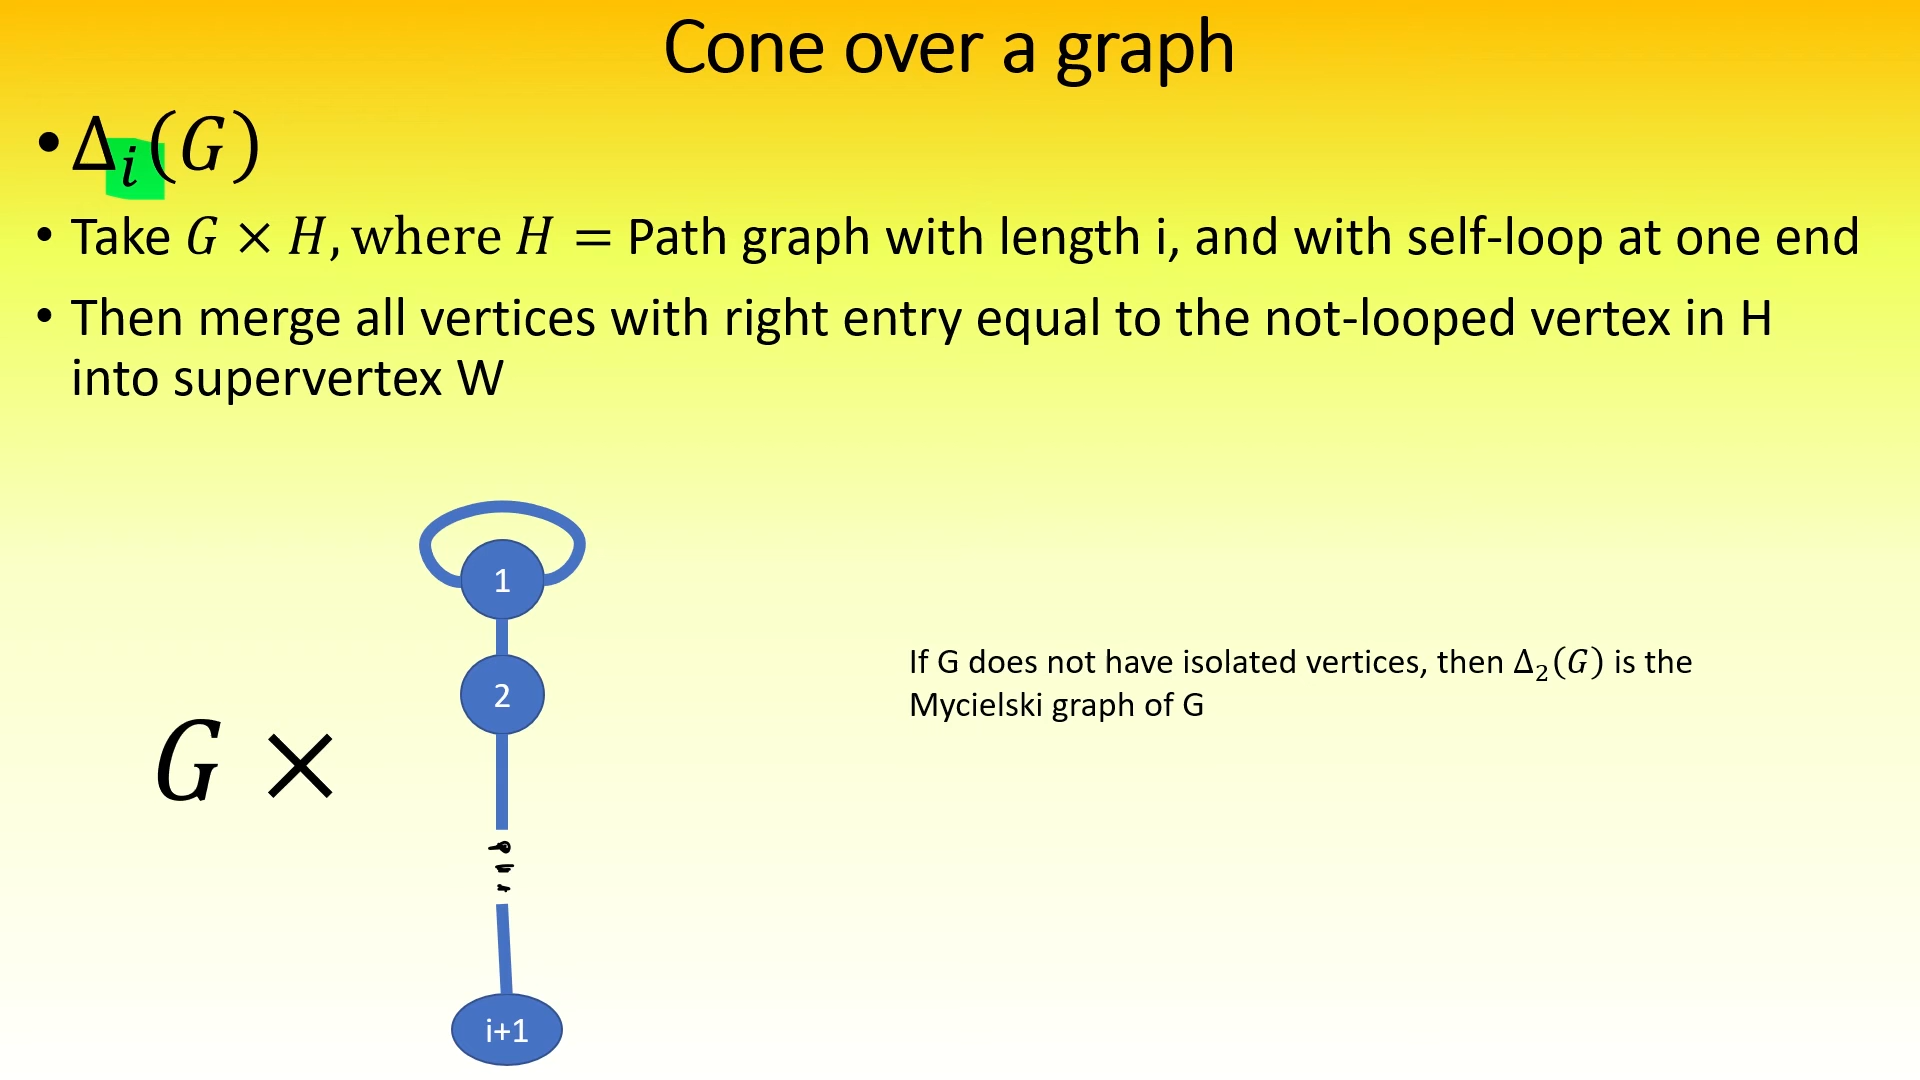 Cone over a graph
• Δᵢ(G)
• Take G × H, where H = Path graph with length i, and with self-loop at one end
• Then merge all vertices with right entry equal to the not-looped vertex in H
into supervertex W
1
2
G ×
i+1
If G does not have isolated vertices, then Δ₂(G) is the
Mycielski graph of G